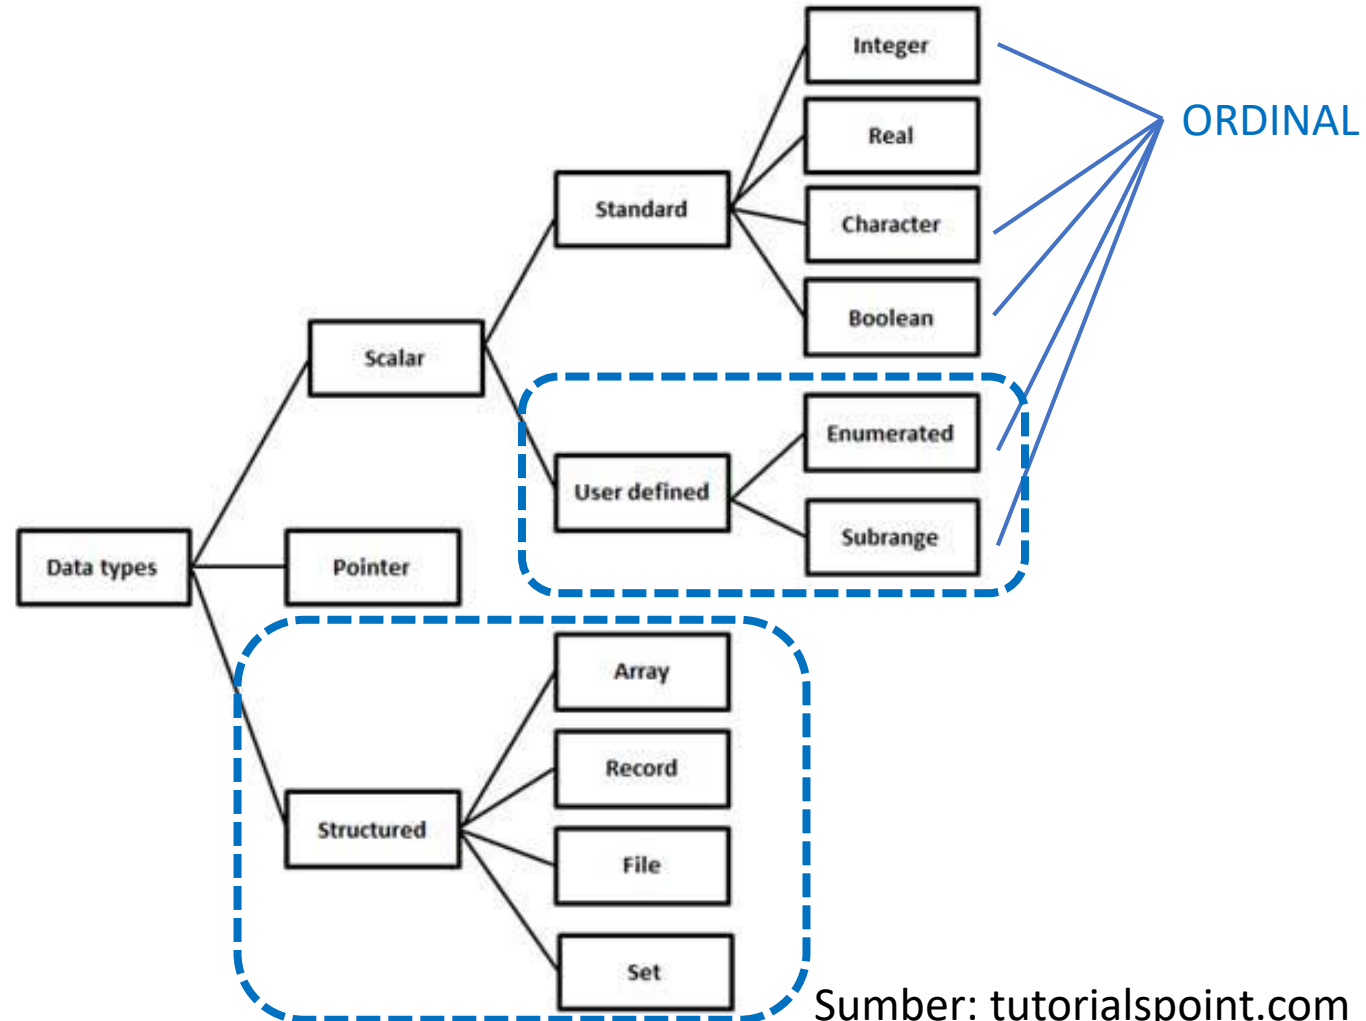 Integer
ORDINAL
Real
Standard
Character
Boolean
Scalar
Enumerated
User defined
Subrange
Data types
Pointer
Array
Record
Structured
File
Set
Sumber: tutorialspoint.com